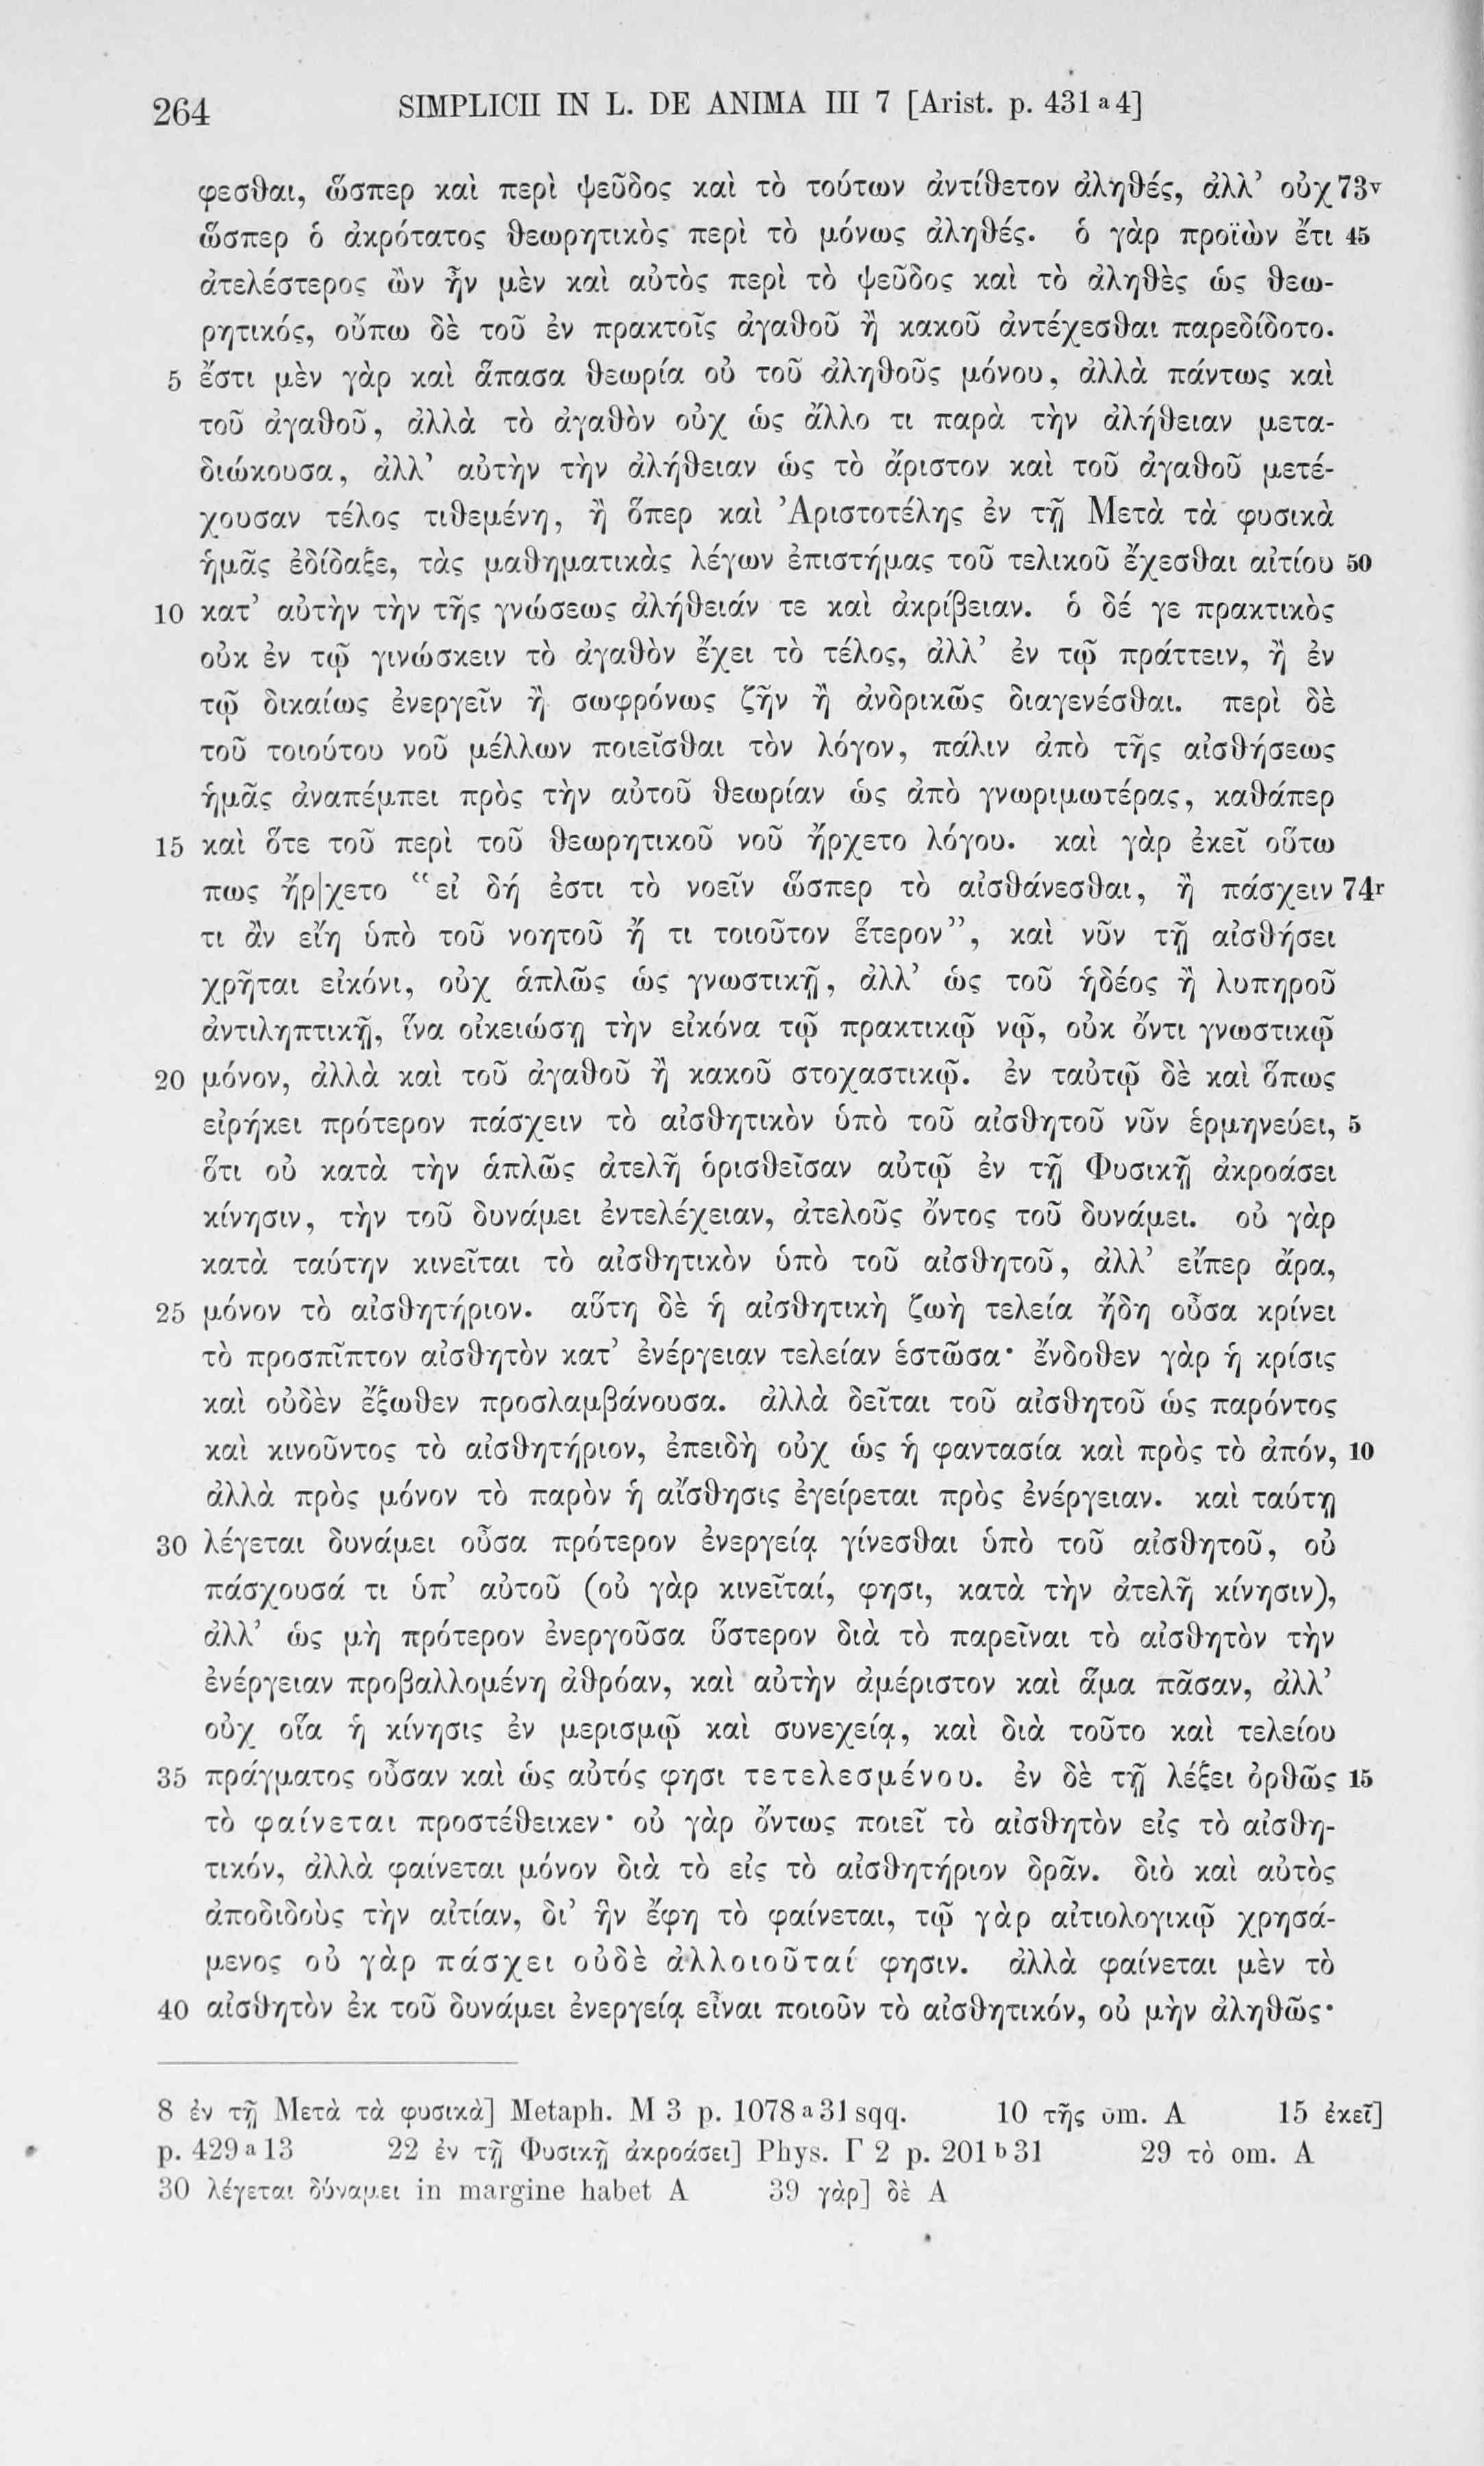 264 SIMPLICII IN L. DE ANIMA III 7 [Arist. p. 431 a 4]
φεσθαι, ὥσπερ καὶ περὶ ψεῦδος καὶ τὸ τούτων ἀντίθετον ἀληθές, ἀλλ’ οὐχ 73v
ὥσπερ ὁ ἀκρότατος θεωρητικὸς περὶ τὸ μόνως ἀληθές. ὁ γὰρ προϊὼν ἔτι 45
ἀτελέστερος ὢν ἦν μὲν καὶ αὐτὸς περὶ τὸ ψεῦδος καὶ τὸ ἀληθὲς ὡς θεω-
ρητικός, οὔπω δὲ τοῦ ἐν πρακτοῖς ἀγαθοῦ ἢ κακοῦ ἀντέχεσθαι παρεδίδοτο.
5 ἔστι μὲν γὰρ καὶ ἅπασα θεωρία οὐ τοῦ ἀληθοῦς μόνου, ἀλλὰ πάντως καὶ
τοῦ ἀγαθοῦ, ἀλλὰ τὸ ἀγαθὸν οὐχ ὡς ἄλλο τι παρὰ τὴν ἀλήθειαν μετα-
διώκουσα, ἀλλ’ αὐτὴν τὴν ἀλήθειαν ὡς τὸ ἄριστον καὶ τοῦ ἀγαθοῦ μετέ-
χουσαν τέλος τιθεμένη, ἢ ὅπερ καὶ Ἀριστοτέλης ἐν τῇ Μετὰ τὰ φυσικὰ
ἡμᾶς ἐδίδαξε, τὰς μαθηματικὰς λέγων ἐπιστήμας τοῦ τελικοῦ ἔχεσθαι αἰτίου 50
10 κατ’ αὐτὴν τὴν τῆς γνώσεως ἀλήθειάν τε καὶ ἀκρίβειαν. ὁ δέ γε πρακτικὸς
οὐκ ἐν τῷ γινώσκειν τὸ ἀγαθὸν ἔχει τὸ τέλος, ἀλλ’ ἐν τῷ πράττειν, ἢ ἐν
τῷ δικαίως ἐνεργεῖν ἢ σωφρόνως ζῆν ἢ ἀνδρικῶς διαγενέσθαι. περὶ δὲ
τοῦ τοιούτου νοῦ μέλλων ποιεῖσθαι τὸν λόγον, πάλιν ἀπὸ τῆς αἰσθήσεως
ἡμᾶς ἀναπέμπει πρὸς τὴν αὐτοῦ θεωρίαν ὡς ἀπὸ γνωριμωτέρας, καθάπερ
15 καὶ ὅτε τοῦ περὶ τοῦ θεωρητικοῦ νοῦ ἤρχετο λόγου. καὶ γὰρ ἐκεῖ οὕτω
πως ἤρ|χετο “εἰ δή ἐστι τὸ νοεῖν ὥσπερ τὸ αἰσθάνεσθαι, ἢ πάσχειν 74r
τι ἂν εἴη ὑπὸ τοῦ νοητοῦ ἤ τι τοιοῦτον ἕτερον”, καὶ νῦν τῇ αἰσθήσει
χρῆται εἰκόνι, οὐχ ἁπλῶς ὡς γνωστικῇ, ἀλλ’ ὡς τοῦ ἡδέος ἢ λυπηροῦ
ἀντιληπτικῇ, ἵνα οἰκειώσῃ τὴν εἰκόνα τῷ πρακτικῷ νῷ, οὐκ ὄντι γνωστικῷ
20 μόνον, ἀλλὰ καὶ τοῦ ἀγαθοῦ ἢ κακοῦ στοχαστικῷ. ἐν ταὐτῷ δὲ καὶ ὅπως
εἰρήκει πρότερον πάσχειν τὸ αἰσθητικὸν ὑπὸ τοῦ αἰσθητοῦ νῦν ἑρμηνεύει, 5
ὅτι οὐ κατὰ τὴν ἁπλῶς ἀτελῆ ὁρισθεῖσαν αὐτῷ ἐν τῇ Φυσικῇ ἀκροάσει
κίνησιν, τὴν τοῦ δυνάμει ἐντελέχειαν, ἀτελοῦς ὄντος τοῦ δυνάμει. οὐ γὰρ
κατὰ ταύτην κινεῖται τὸ αἰσθητικὸν ὑπὸ τοῦ αἰσθητοῦ, ἀλλ’ εἴπερ ἄρα,
25 μόνον τὸ αἰσθητήριον. αὕτη δὲ ἡ αἰσθητικὴ ζωὴ τελεία ἤδη οὖσα κρίνει
τὸ προσπῖπτον αἰσθητὸν κατ’ ἐνέργειαν τελείαν ἑστῶσα· ἔνδοθεν γὰρ ἡ κρίσις
καὶ οὐδὲν ἔξωθεν προσλαμβάνουσα. ἀλλὰ δεῖται τοῦ αἰσθητοῦ ὡς παρόντος
καὶ κινοῦντος τὸ αἰσθητήριον, ἐπειδὴ οὐχ ὡς ἡ φαντασία καὶ πρὸς τὸ ἀπόν, 10
ἀλλὰ πρὸς μόνον τὸ παρὸν ἡ αἴσθησις ἐγείρεται πρὸς ἐνέργειαν. καὶ ταύτῃ
30 λέγεται δυνάμει οὖσα πρότερον ἐνεργείᾳ γίνεσθαι ὑπὸ τοῦ αἰσθητοῦ, οὐ
πάσχουσά τι ὑπ’ αὐτοῦ (οὐ γὰρ κινεῖταί, φησι, κατὰ τὴν ἀτελῆ κίνησιν),
ἀλλ’ ὡς μὴ πρότερον ἐνεργοῦσα ὕστερον διὰ τὸ παρεῖναι τὸ αἰσθητὸν τὴν
ἐνέργειαν προβαλλομένη ἀθρόαν, καὶ αὐτὴν ἀμέριστον καὶ ἅμα πᾶσαν, ἀλλ’
οὐχ οἵα ἡ κίνησις ἐν μερισμῷ καὶ συνεχείᾳ, καὶ διὰ τοῦτο καὶ τελείου
35 πράγματος οὖσαν καὶ ὡς αὐτός φησι τετελεσμένου. ἐν δὲ τῇ λέξει ὀρθῶς 15
τὸ φαίνεται προστέθεικεν· οὐ γὰρ ὄντως ποιεῖ τὸ αἰσθητὸν εἰς τὸ αἰσθη-
τικόν, ἀλλὰ φαίνεται μόνον διὰ τὸ εἰς τὸ αἰσθητήριον δρᾶν. διὸ καὶ αὐτὸς
ἀποδιδοὺς τὴν αἰτίαν, δι’ ἣν ἔφη τὸ φαίνεται, τῷ γὰρ αἰτιολογικῷ χρησά-
μενος οὐ γὰρ πάσχει οὐδὲ ἀλλοιοῦταί φησιν. ἀλλὰ φαίνεται μὲν τὸ
40 αἰσθητὸν ἐκ τοῦ δυνάμει ἐνεργείᾳ εἶναι ποιοῦν τὸ αἰσθητικόν, οὐ μὴν ἀληθῶς·
8 ἐν τῇ Μετὰ τὰ φυσικὰ] Metaph. M 3 p. 1078 a 31 sqq. 10 τῆς om. A 15 ἐκεῖ]
p. 429 a 13 22 ἐν τῇ Φυσικῇ ἀκροάσει] Phys. Γ 2 p. 201 b 31 29 τὸ om. A
30 λέγεται δύναμει in margine habet A 39 γὰρ] δὲ A